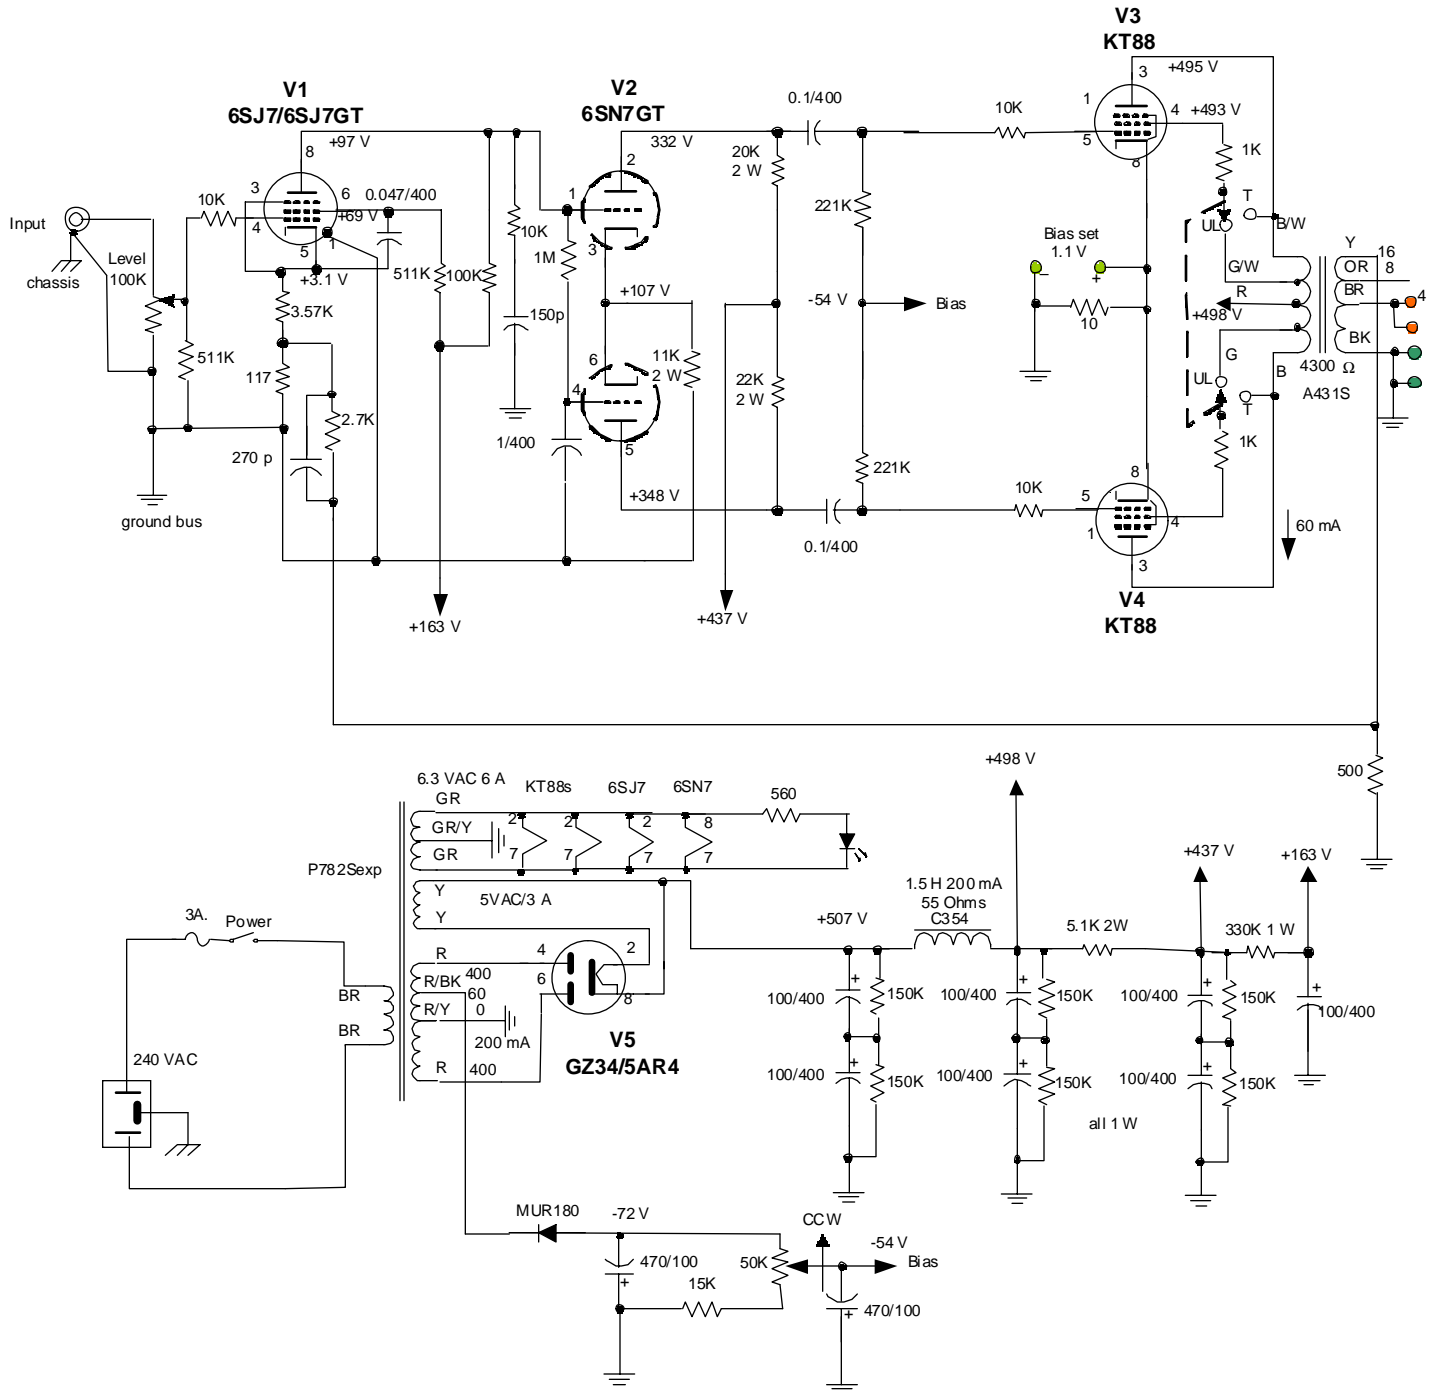 V3
KT88
V1
6SJ7/6SJ7GT
V2
6SN7GT
3
+495 V
1
4
+493 V
5
8
0.1/400
10K
1K
+97 V
8
332 V
2
20K
2 W
3
6
0.047/400
+69 V
4
1
5
10K
Input
chassis
Level
100K
+3.1 V
3.57K
511K
117
2.7K
270 p
ground bus
511K
100K
10K
150p
1
1M
3
+107 V
6
4
5
11K
2 W
1/400
+348 V
22K
2 W
221K
-54 V
Bias
221K
0.1/400
10K
Bias set
1.1 V
-
+
10
T
UL
B/W
G/W
R
+498 V
G
UL
B
T
1K
Y
16
OR
8
BR
4
BK
4300 Ω
A431S
8
5
1
4
3
V4
KT88
60 mA
+163 V
+437 V
500
6.3 VAC 6 A
KT88s
6SJ7
6SN7
560
GR
GR/Y
GR
2
2
2
8
7
7
7
7
P782Sexp
Y
5VAC/3 A
Y
R
400
R/BK
60
R/Y
0
200 mA
R
400
4
2
6
8
V5
GZ34/5AR4
3A.
Power
BR
BR
240 VAC
+507 V
1.5 H 200 mA
55 Ohms
C354
+498 V
5.1K 2W
+437 V
330K 1 W
+163 V
+
100/400
150K
+
100/400
150K
+
100/400
150K
+
100/400
150K
+
100/400
150K
+
100/400
150K
+
100/400
all 1 W
MUR180
-72 V
470/100
+
15K
50K
CCW
-54 V
Bias
470/100
+